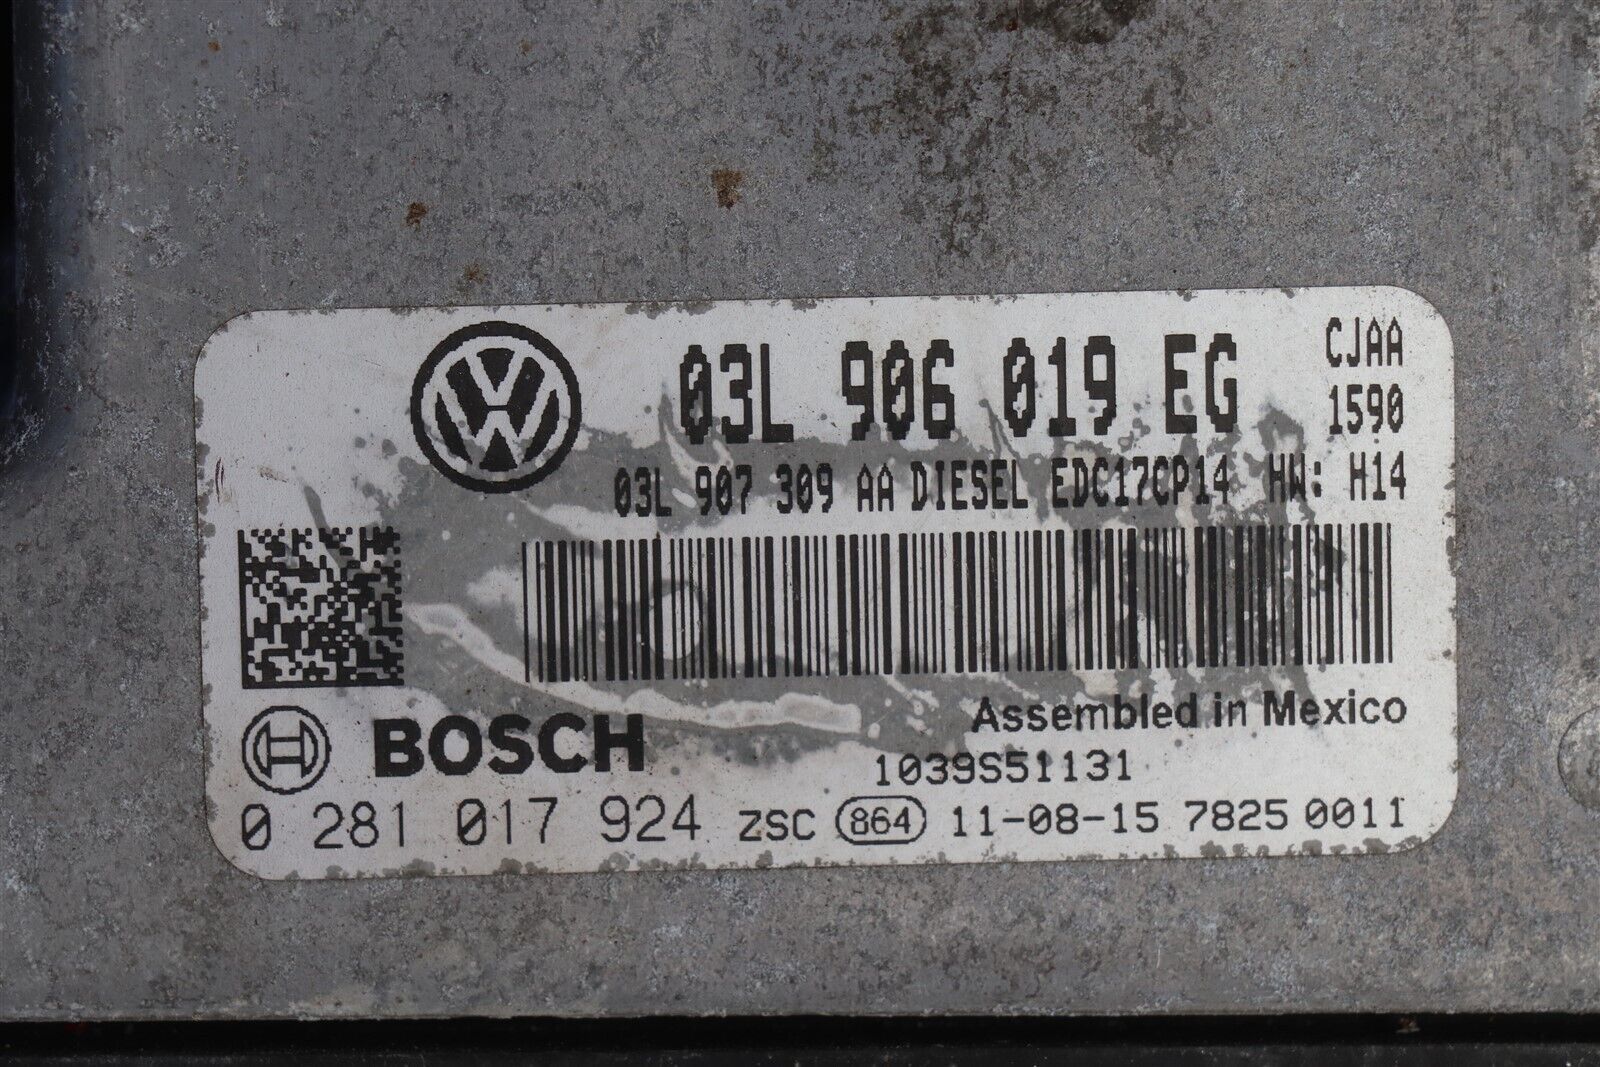 03L 906 019 EG CJAA
1590
03L 907 309 AA DIESEL EDC17CP14 HW: H14
Assembled in Mexico
BOSCH
1039S51131
0 281 017 924 ZSC 864 11-08-15 7825 0011